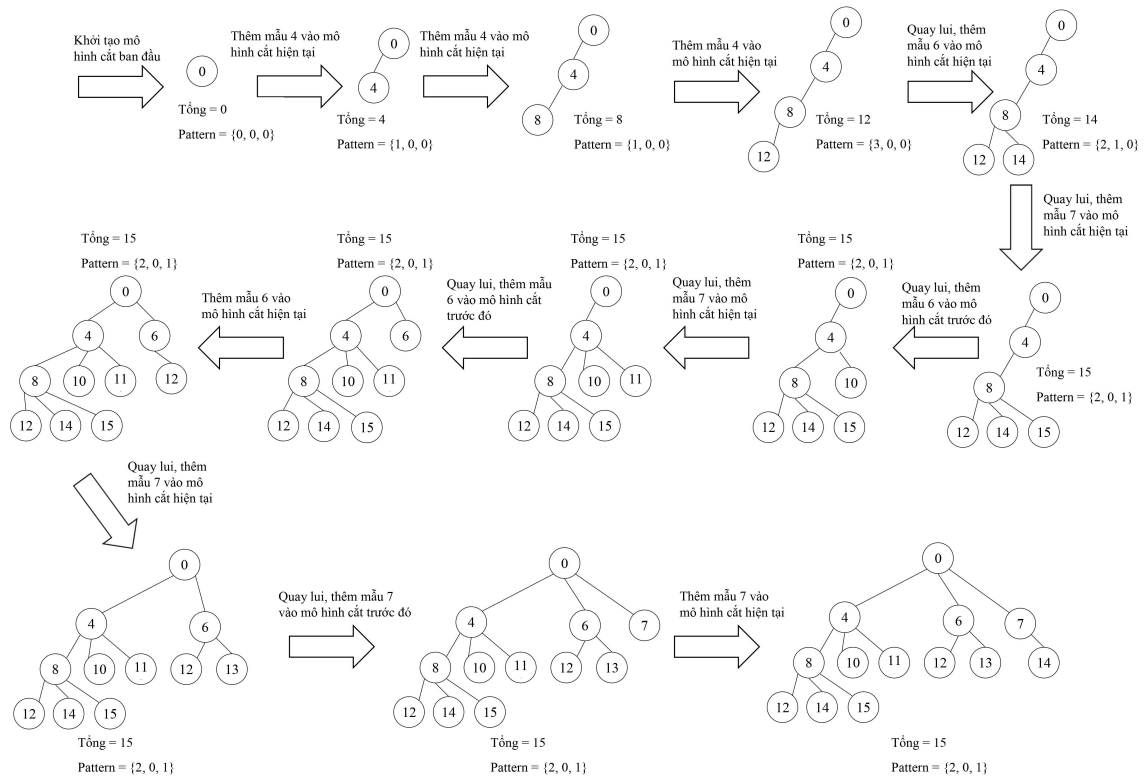 Khởi tạo mô
hình cắt ban đầu
0
Tổng = 0
Pattern = {0, 0, 0}
Thêm mẫu 4 vào mô
hình cắt hiện tại
0
4
Tổng = 4
Pattern = {1, 0, 0}
Thêm mẫu 4 vào mô
hình cắt hiện tại
0
4
8
Tổng = 8
Pattern = {1, 0, 0}
Thêm mẫu 4 vào
mô hình cắt hiện tại
0
4
8
12
Tổng = 12
Pattern = {3, 0, 0}
Quay lui, thêm
mẫu 6 vào mô
hình cắt hiện tại
0
4
8
12 14
Tổng = 14
Pattern = {2, 1, 0}
Quay lui, thêm
mẫu 7 vào mô
hình cắt hiện tại
0
4
8
12 14 15
Tổng = 15
Pattern = {2, 0, 1}
Quay lui, thêm
mẫu 6 vào mô
hình cắt trước đó
Tổng = 15
Pattern = {2, 0, 1}
0
4
8 10
12 14 15
Quay lui, thêm
mẫu 7 vào mô
hình cắt hiện tại
Tổng = 15
Pattern = {2, 0, 1}
0
4
8 10 11
12 14 15
Quay lui, thêm mẫu
6 vào mô hình cắt
trước đó
Tổng = 15
Pattern = {2, 0, 1}
0
4 6
8 10 11
12 14 15
Thêm mẫu 6 vào
mô hình cắt hiện tại
Tổng = 15
Pattern = {2, 0, 1}
0
4 6
8 10 11 12
12 14 15
Quay lui, thêm
mẫu 7 vào mô
hình cắt hiện tại
0
4 6
8 10 11 12 13
12 14 15
Tổng = 15
Pattern = {2, 0, 1}
Quay lui, thêm mẫu 7
vào mô hình cắt trước đó
0
4 6 7
8 10 11 12 13
12 14 15
Tổng = 15
Pattern = {2, 0, 1}
Thêm mẫu 7 vào
mô hình cắt hiện tại
0
4 6 7
8 10 11 12 13 14
12 14 15
Tổng = 15
Pattern = {2, 0, 1}